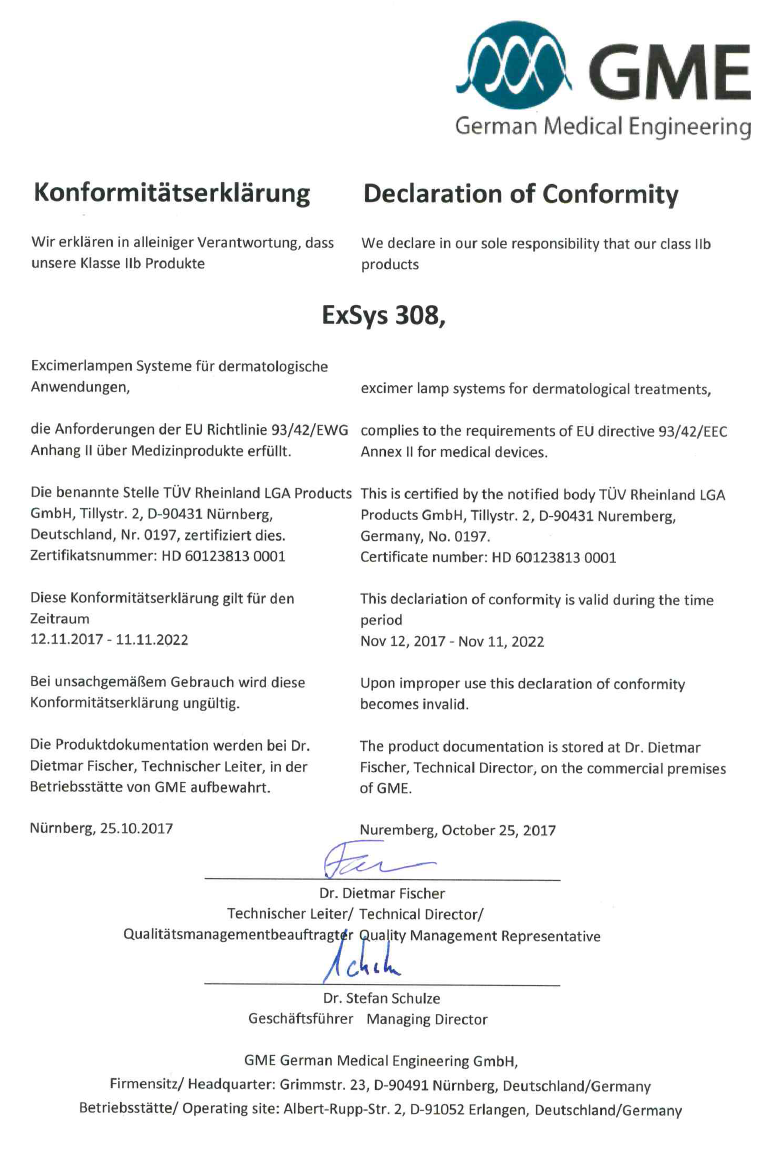 GME
German Medical Engineering
Konformitätserklärung
Wir erklären in alleiniger Verantwortung, dass
unsere Klasse IIb Produkte
Declaration of Conformity
We declare in our sole responsibility that our class IIb
products
ExSys 308,
Excimerlampen Systeme für dermatologische
Anwendungen,
excimer lamp systems for dermatological treatments,
die Anforderungen der EU Richtlinie 93/42/EWG
Anhang II über Medizinprodukte erfüllt.
complies to the requirements of EU directive 93/42/EEC
Annex II for medical devices.
Die benannte Stelle TÜV Rheinland LGA Products
GmbH, Tillystr. 2, D-90431 Nürnberg,
Deutschland, Nr. 0197, zertifiziert dies.
Zertifikatsnummer: HD 60123813 0001
This is certified by the notified body TÜV Rheinland LGA
Products GmbH, Tillystr. 2, D-90431 Nuremberg,
Germany, No. 0197.
Certificate number: HD 60123813 0001
Diese Konformitätserklärung gilt für den
Zeitraum
12.11.2017 - 11.11.2022
This declariation of conformity is valid during the time
period
Nov 12, 2017 - Nov 11, 2022
Bei unsachgemäßem Gebrauch wird diese
Konformitätserklärung ungültig.
Upon improper use this declaration of conformity
becomes invalid.
Die Produktdokumentation werden bei Dr.
Dietmar Fischer, Technischer Leiter, in der
Betriebsstätte von GME aufbewahrt.
The product documentation is stored at Dr. Dietmar
Fischer, Technical Director, on the commercial premises
of GME.
Nürnberg, 25.10.2017
Nuremberg, October 25, 2017
Dr. Dietmar Fischer
Technischer Leiter/ Technical Director/
Qualitätsmanagementbeauftragter Quality Management Representative
Dr. Stefan Schulze
Geschäftsführer Managing Director
GME German Medical Engineering GmbH,
Firmensitz/ Headquarter: Grimmstr. 23, D-90491 Nürnberg, Deutschland/Germany
Betriebsstätte/ Operating site: Albert-Rupp-Str. 2, D-91052 Erlangen, Deutschland/Germany